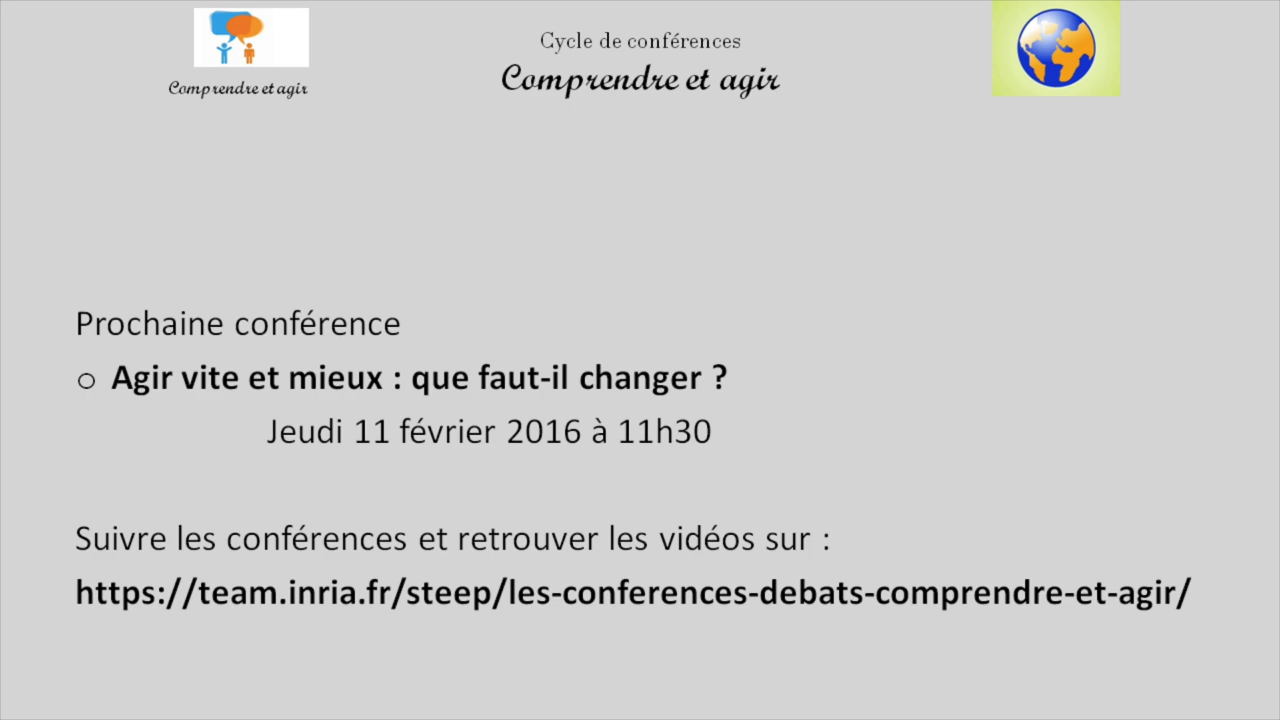 Comprendre et agir
Cycle de conférences
Comprendre et agir
Prochaine conférence
o Agir vite et mieux : que faut-il changer ?
Jeudi 11 février 2016 à 11h30
Suivre les conférences et retrouver les vidéos sur :
https://team.inria.fr/steep/les-conferences-debats-comprendre-et-agir/